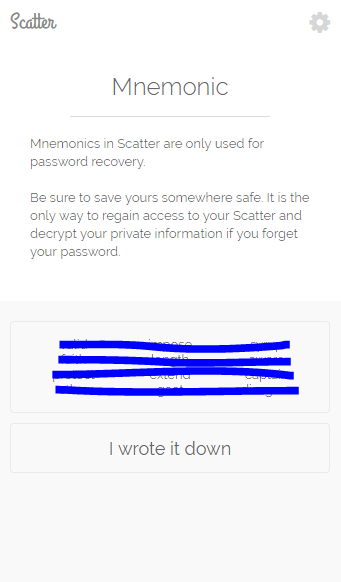 Scatter
Mnemonic
Mnemonics in Scatter are only used for
password recovery.
Be sure to save yours somewhere safe. It is
the only way to regain access to your Scatter and
decrypt your private information if you forget
your password.
I wrote it down